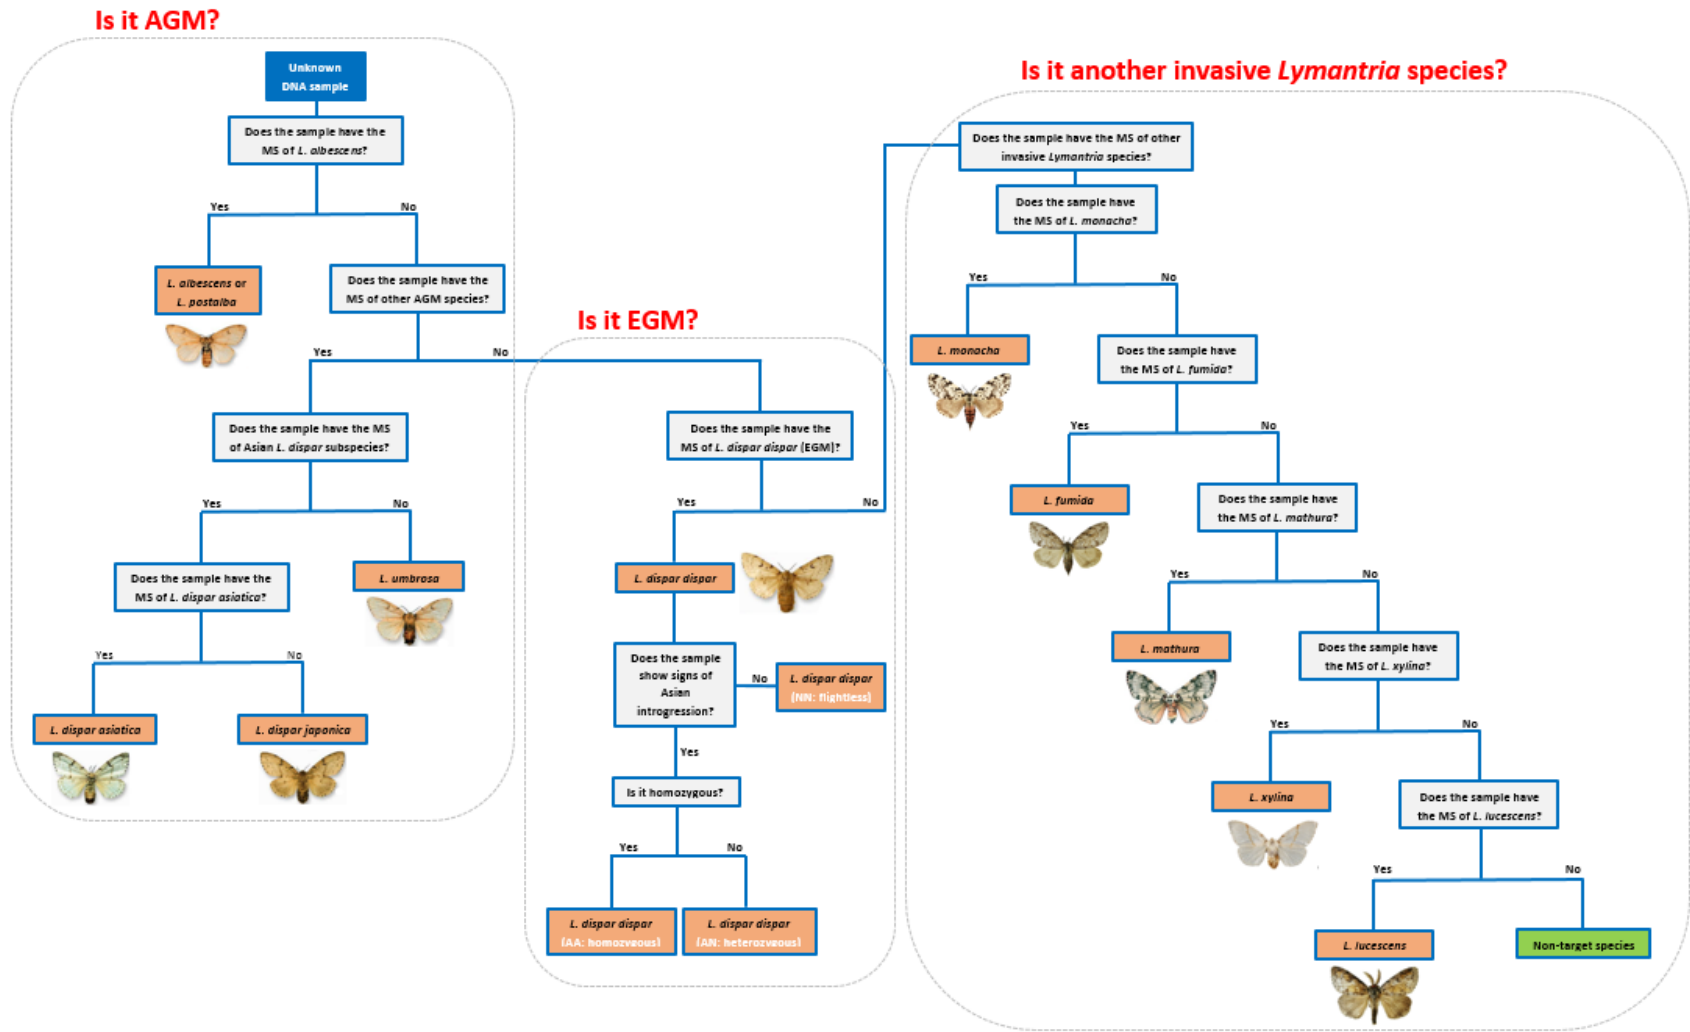 Is it AGM?
Unknown
DNA sample
Does the sample have the
MS of L. albescens?
Yes
No
L. albescens or
L. postalba
Does the sample have the
MS of other AGM species?
Yes
No
Does the sample have the MS
of Asian L. dispar subspecies?
Yes
No
Does the sample have the
MS of L. dispar asiatica?
L. umbrosa
Yes
No
L. dispar asiatica
L. dispar japonica
Is it EGM?
Does the sample have the
MS of L. dispar dispar (EGM)?
Yes
No
L. dispar dispar
Does the sample
show signs of
Asian
introgression?
No
L. dispar dispar
(NN: flightless)
Yes
Is it homozygous?
Yes
No
L. dispar dispar
(AA: homozygous)
L. dispar dispar
(AN: heterozygous)
Is it another invasive Lymantria species?
Does the sample have the MS of other
invasive Lymantria species?
Does the sample have
the MS of L. monacha?
Yes
No
L. monacha
Does the sample have
the MS of L. fumida?
Yes
No
L. fumida
Does the sample have
the MS of L. mathura?
Yes
No
L. mathura
Does the sample have
the MS of L. xylina?
Yes
No
L. xylina
Does the sample have
the MS of L. lucescens?
Yes
No
L. lucescens
Non-target species